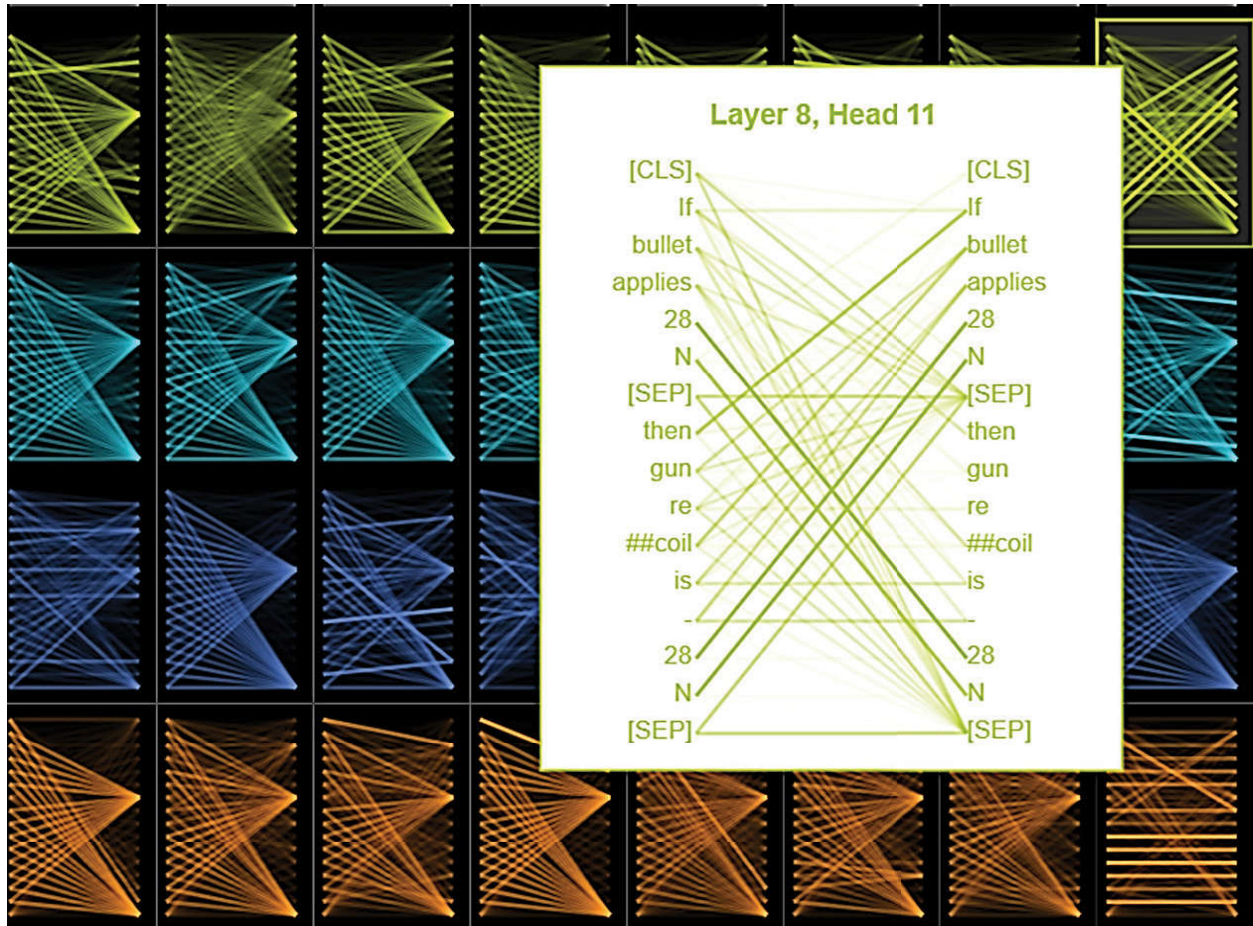 Layer 8, Head 11
[CLS] [CLS]
If If
bullet bullet
applies applies
28 28
N N
[SEP] [SEP]
then then
gun gun
re re
##coil ##coil
is is
- -
28 28
N N
[SEP] [SEP]